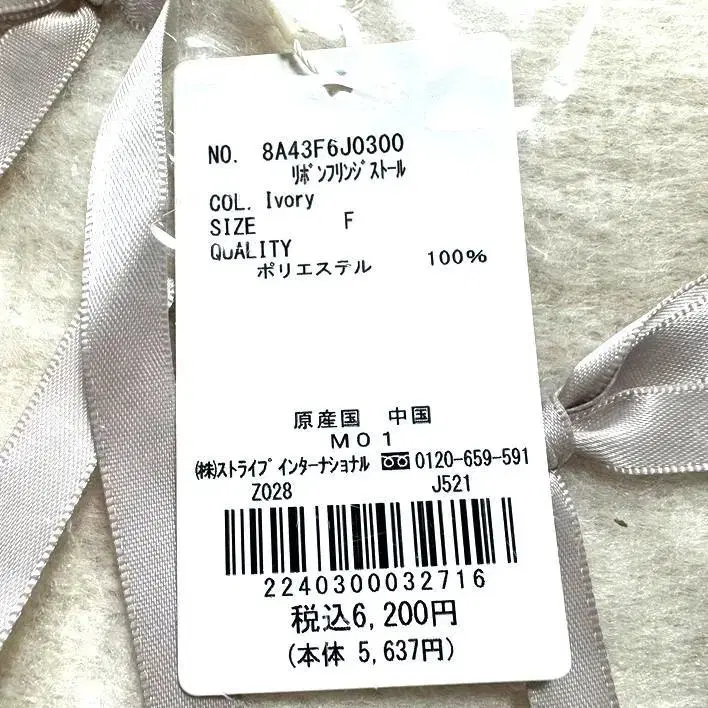 NO. 8A43F6J0300
ﾘﾎﾞﾝﾌﾘﾝｼﾞｽﾄｰﾙ
COL. Ivory
SIZE F
QUALITY
ポリエステル 100%
原産国 中国
M01
㈱ｽﾄﾗｲﾌﾟｲﾝﾀｰﾅｼｮﾅﾙ 0120-659-591
Z028 J521
2240300032716
税込6,200円
(本体 5,637円)